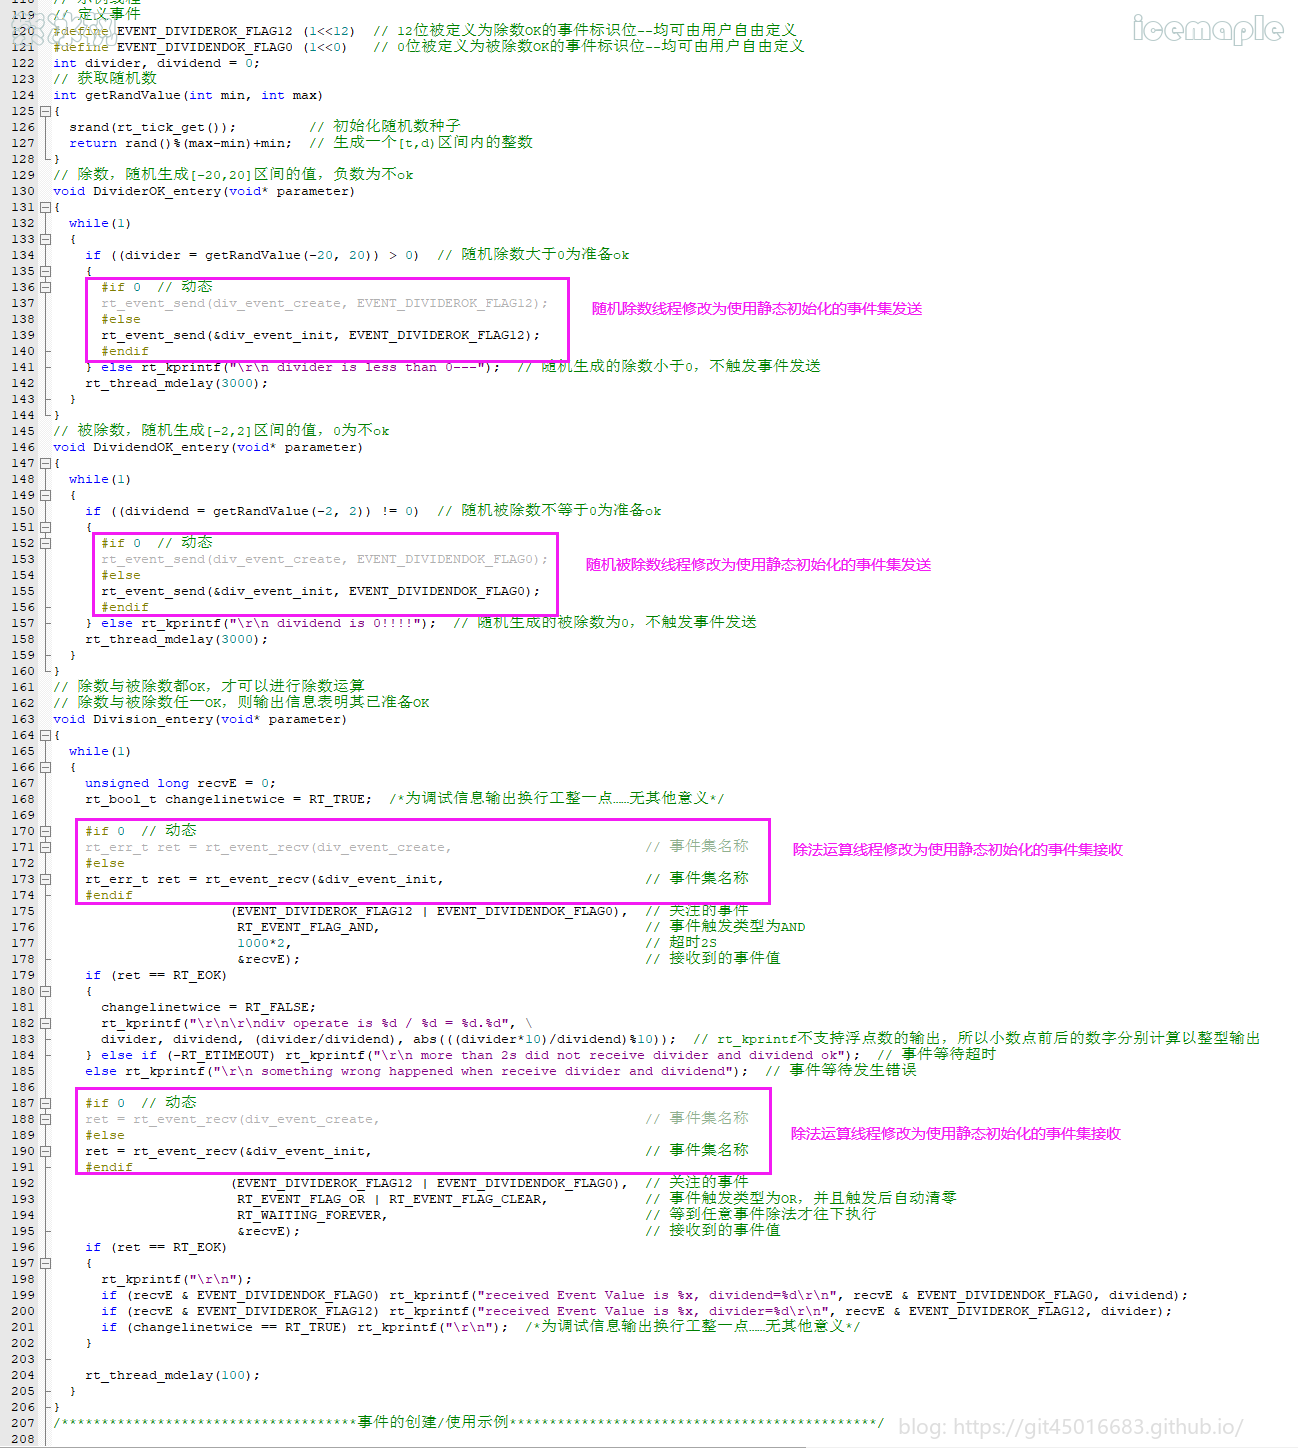 118 // 示例线程
119 // 定义事件
120 #define EVENT_DIVIDEROK_FLAG12 (1<<12)  // 12位被定义为除数OK的事件标识位--均可由用户自由定义
121 #define EVENT_DIVIDENDOK_FLAG0 (1<<0)   // 0位被定义为被除数OK的事件标识位--均可由用户自由定义
icemaple
122 int divider, dividend = 0;
123 // 获取随机数
124 int getRandValue(int min, int max)
125 {
126   srand(rt_tick_get());         // 初始化随机数种子
127   return rand()%(max-min)+min;  // 生成一个[t,d)区间内的整数
128 }
129 // 除数，随机生成[-20,20]区间的值，负数为不ok
130 void DividerOK_entery(void* parameter)
131 {
132   while(1)
133   {
134     if ((divider = getRandValue(-20, 20)) > 0)  // 随机除数大于0为准备ok
135     {
136       #if 0  // 动态
137       rt_event_send(div_event_create, EVENT_DIVIDEROK_FLAG12);
随机除数线程修改为使用静态初始化的事件集发送
138       #else
139       rt_event_send(&div_event_init, EVENT_DIVIDEROK_FLAG12);
140       #endif
141     } else rt_kprintf("\r\n divider is less than 0---");  // 随机生成的除数小于0，不触发事件发送
142     rt_thread_mdelay(3000);
143   }
144 }
145 // 被除数，随机生成[-2,2]区间的值，0为不ok
146 void DividendOK_entery(void* parameter)
147 {
148   while(1)
149   {
150     if ((dividend = getRandValue(-2, 2)) != 0)  // 随机被除数不等于0为准备ok
151     {
152       #if 0  // 动态
153       rt_event_send(div_event_create, EVENT_DIVIDENDOK_FLAG0);
随机被除数线程修改为使用静态初始化的事件集发送
154       #else
155       rt_event_send(&div_event_init, EVENT_DIVIDENDOK_FLAG0);
156       #endif
157     } else rt_kprintf("\r\n dividend is 0!!!!");  // 随机生成的被除数为0，不触发事件发送
158     rt_thread_mdelay(3000);
159   }
160 }
161 // 除数与被除数都OK，才可以进行除数运算
162 // 除数与被除数任一OK，则输出信息表明其已准备OK
163 void Division_entery(void* parameter)
164 {
165   while(1)
166   {
167     unsigned long recvE = 0;
168     rt_bool_t changelinetwice = RT_TRUE;  /*为调试信息输出换行工整一点……无其他意义*/
169
170     #if 0  // 动态
171     rt_err_t ret = rt_event_recv(div_event_create,                        // 事件集名称
除法运算线程修改为使用静态初始化的事件集接收
172     #else
173     rt_err_t ret = rt_event_recv(&div_event_init,                         // 事件集名称
174     #endif
175                       (EVENT_DIVIDEROK_FLAG12 | EVENT_DIVIDENDOK_FLAG0),  // 关注的事件
176                       RT_EVENT_FLAG_AND,                                 // 事件触发类型为AND
177                       1000*2,                                            // 超时2S
178                       &recvE);                                           // 接收到的事件值
179     if (ret == RT_EOK)
180     {
181       changelinetwice = RT_FALSE;
182       rt_kprintf("\r\n\r\ndiv operate is %d / %d = %d.%d", \
183       divider, dividend, (divider/dividend), abs(((divider*10)/dividend)%10));  // rt_kprintf不支持浮点数的输出，所以小数点前后的数字分别计算以整型输出
184     } else if (-RT_ETIMEOUT) rt_kprintf("\r\n more than 2s did not receive divider and dividend ok");  // 事件等待超时
185     else rt_kprintf("\r\n something wrong happened when receive divider and dividend");  // 事件等待发生错误
186
187     #if 0  // 动态
188     ret = rt_event_recv(div_event_create,                                 // 事件集名称
189     #else
除法运算线程修改为使用静态初始化的事件集接收
190     ret = rt_event_recv(&div_event_init,                                  // 事件集名称
191     #endif
192                       (EVENT_DIVIDEROK_FLAG12 | EVENT_DIVIDENDOK_FLAG0),  // 关注的事件
193                       RT_EVENT_FLAG_OR | RT_EVENT_FLAG_CLEAR,            // 事件触发类型为OR，并且触发后自动清零
194                       RT_WAITING_FOREVER,                                // 等到任意事件除法才往下执行
195                       &recvE);                                           // 接收到的事件值
196     if (ret == RT_EOK)
197     {
198       rt_kprintf("\r\n");
199       if (recvE & EVENT_DIVIDENDOK_FLAG0) rt_kprintf("received Event Value is %x, dividend=%d\r\n", recvE & EVENT_DIVIDENDOK_FLAG0, dividend);
200       if (recvE & EVENT_DIVIDEROK_FLAG12) rt_kprintf("received Event Value is %x, divider=%d\r\n", recvE & EVENT_DIVIDEROK_FLAG12, divider);
201       if (changelinetwice == RT_TRUE) rt_kprintf("\r\n");  /*为调试信息输出换行工整一点……无其他意义*/
202     }
203
204     rt_thread_mdelay(100);
205   }
206 }
207 /*************************************事件的创建/使用示例**********************************************/
blog: https://git45016683.github.io/
208